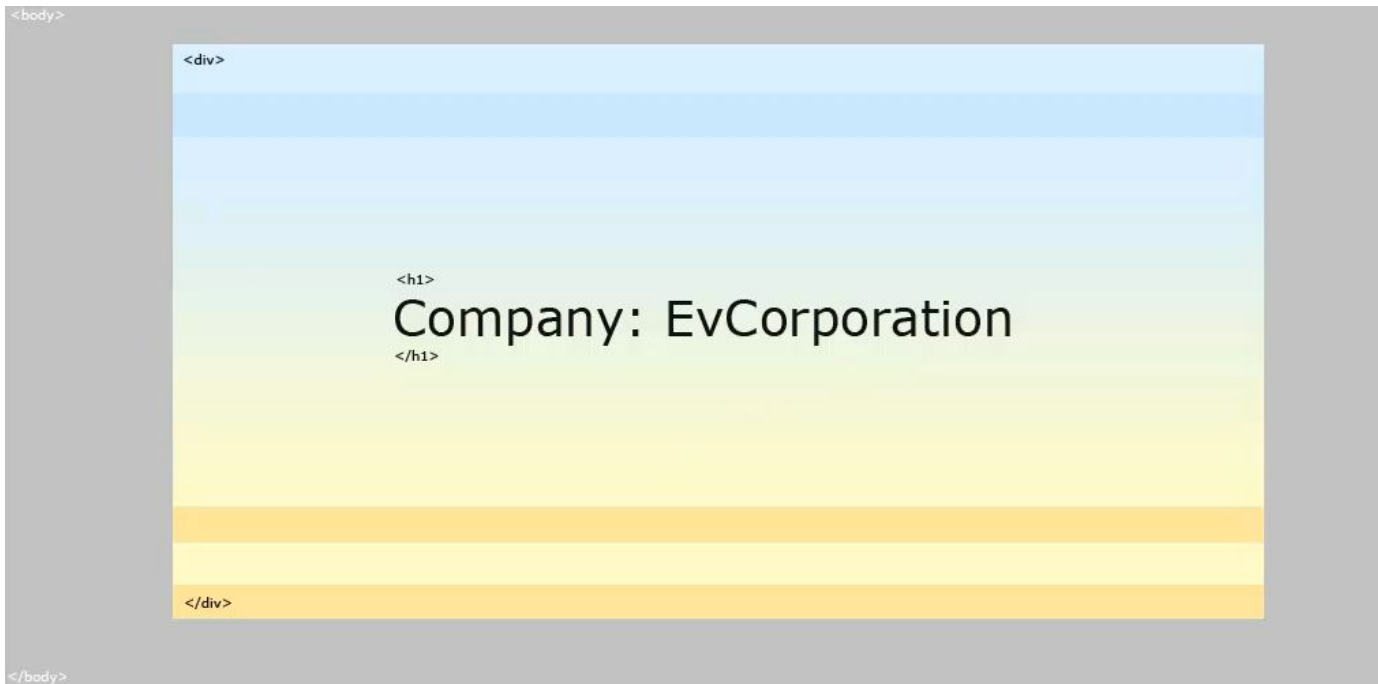 <body>
<div>
<h1>
Company: EvCorporation
</h1>
</div>
</body>